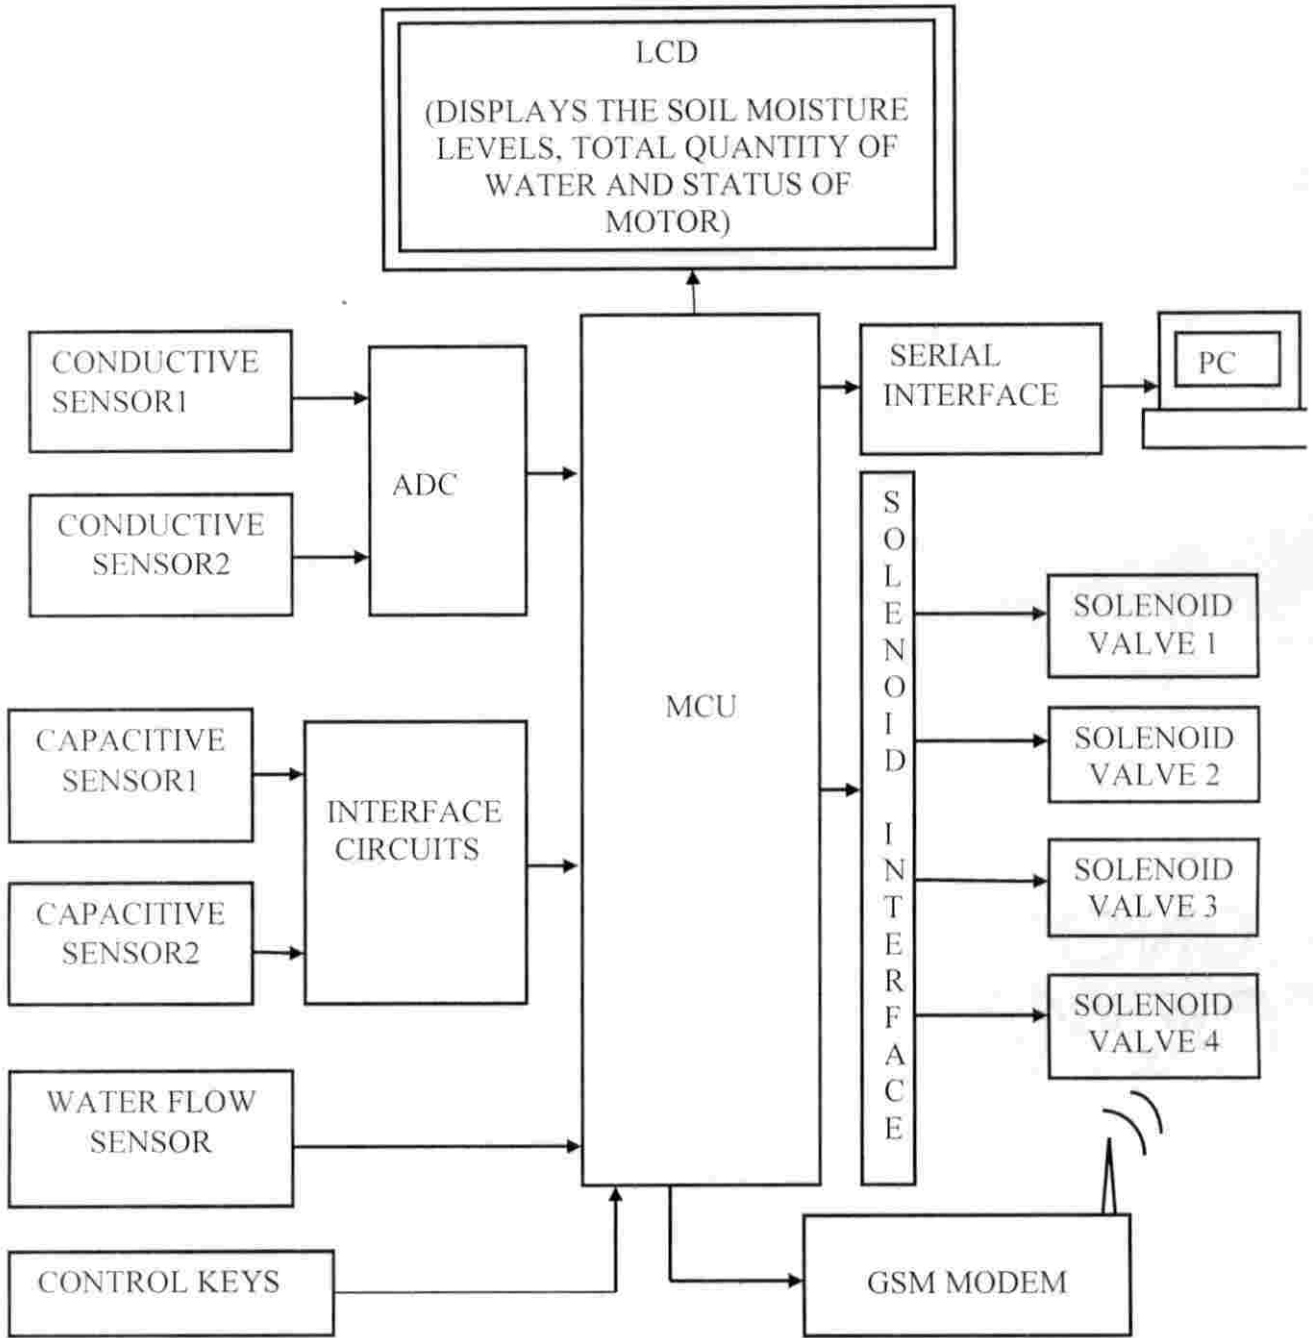 LCD
(DISPLAYS THE SOIL MOISTURE
LEVELS, TOTAL QUANTITY OF
WATER AND STATUS OF
MOTOR)
CONDUCTIVE
SENSOR1
CONDUCTIVE
SENSOR2
ADC
CAPACITIVE
SENSOR1
CAPACITIVE
SENSOR2
INTERFACE
CIRCUITS
WATER FLOW
SENSOR
CONTROL KEYS
MCU
SERIAL
INTERFACE
PC
SOLENOID INTERFACE
SOLENOID
VALVE 1
SOLENOID
VALVE 2
SOLENOID
VALVE 3
SOLENOID
VALVE 4
GSM MODEM